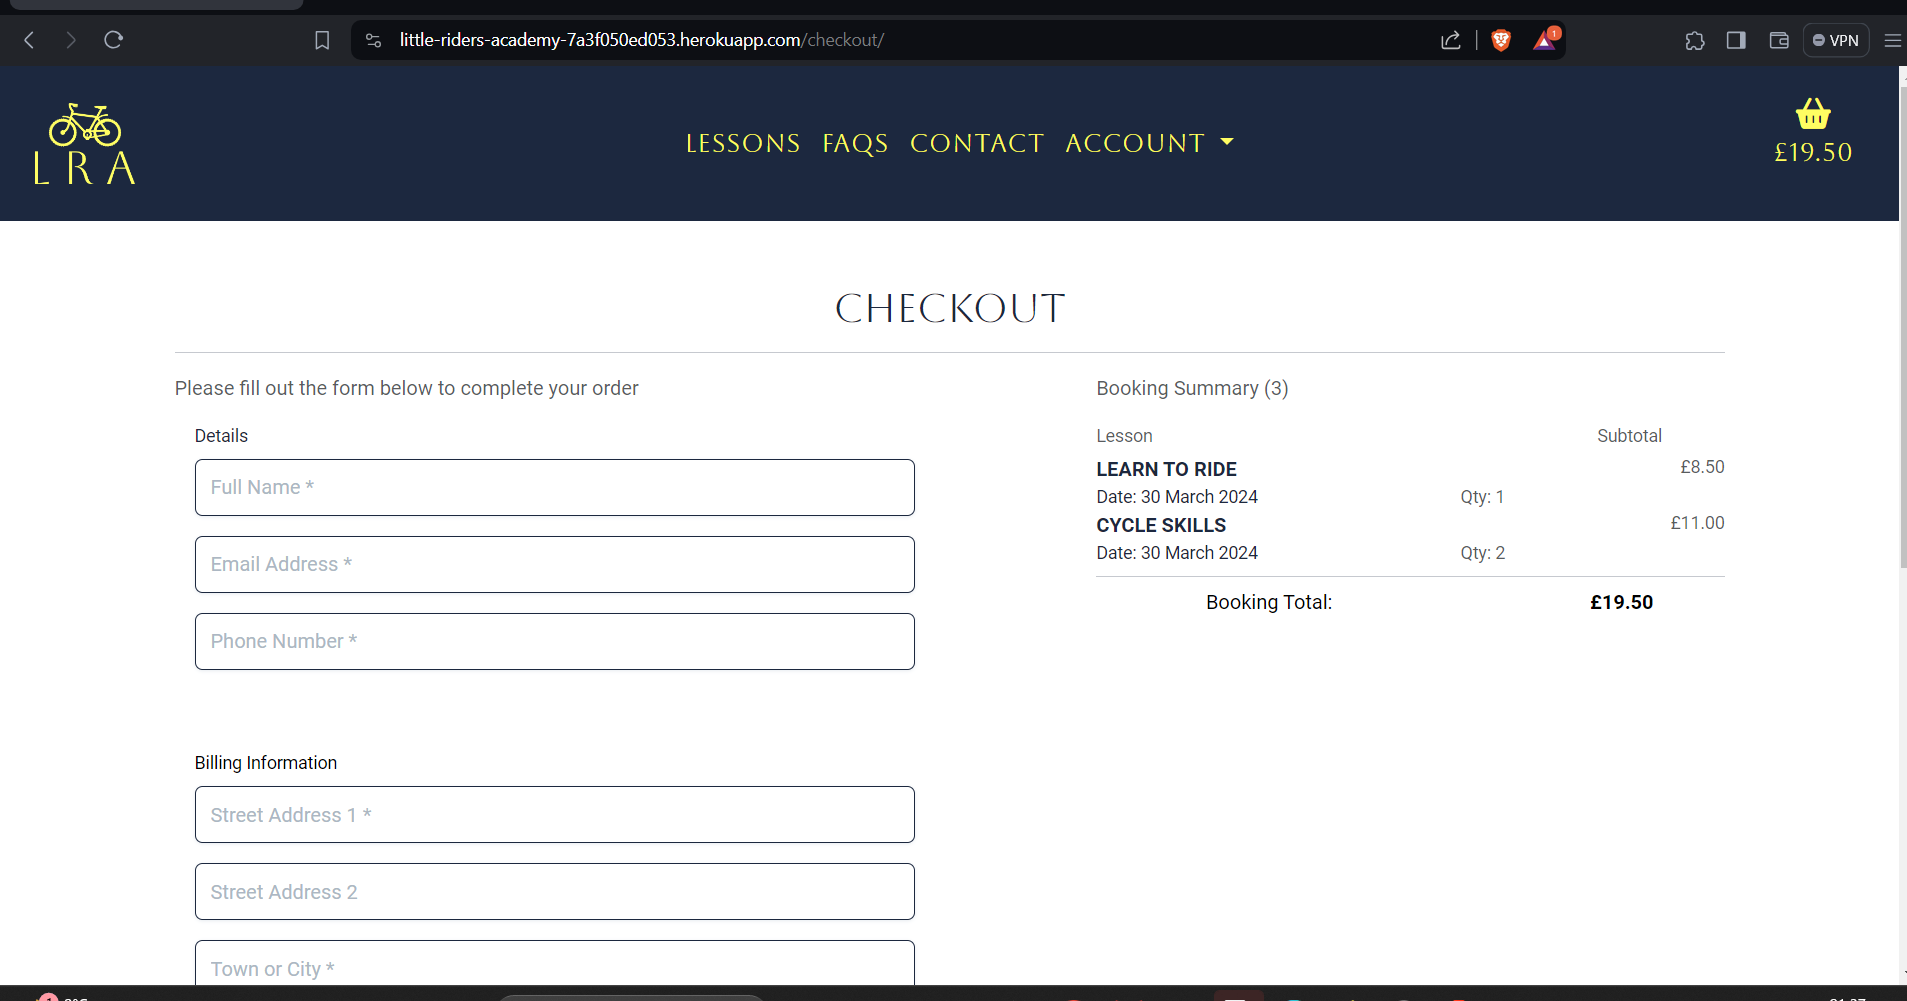 little-riders-academy-7a3f050ed053.herokuapp.com/checkout/
1
VPN
LRA
LESSONS FAQS CONTACT ACCOUNT
£19.50
CHECKOUT
Please fill out the form below to complete your order
Details
Full Name *
Email Address *
Phone Number *
Billing Information
Street Address 1 *
Street Address 2
Town or City *
Booking Summary (3)
Lesson Subtotal
LEARN TO RIDE £8.50
Date: 30 March 2024 Qty: 1
CYCLE SKILLS £11.00
Date: 30 March 2024 Qty: 2
Booking Total: £19.50